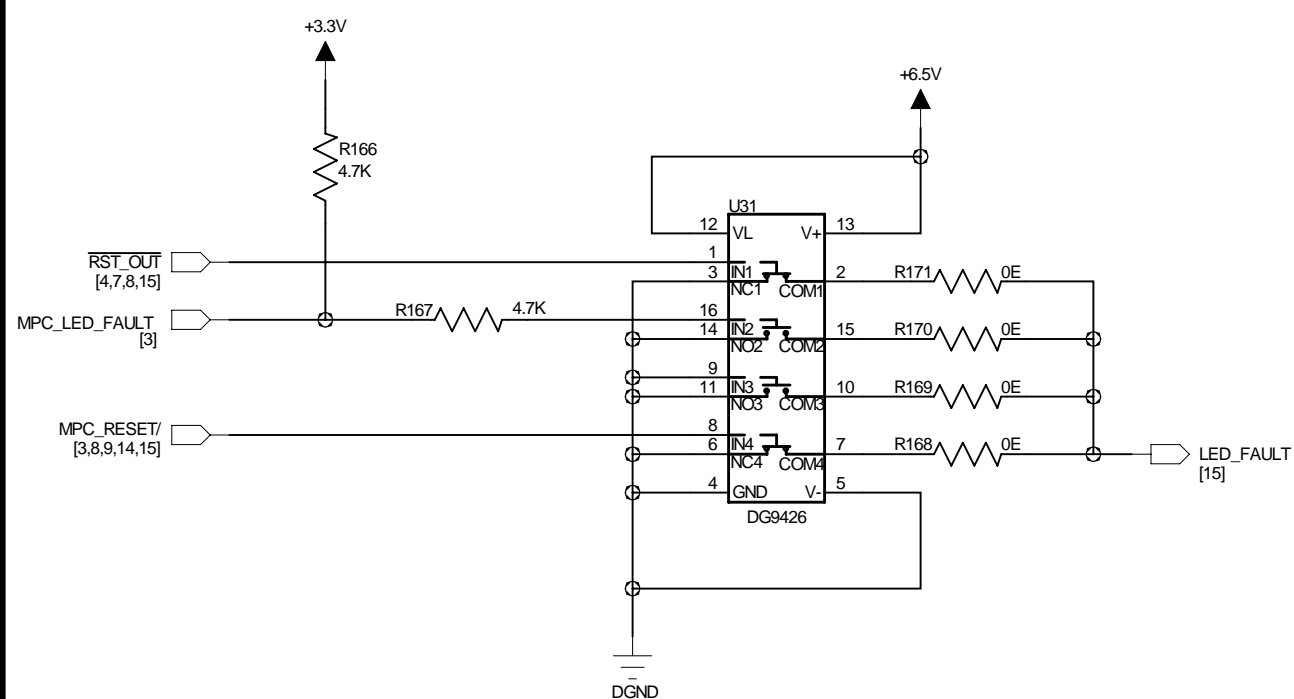 +3.3V
+6.5V
R166
4.7K
U31
12 VL V+ 13
RST_OUT
[4,7,8,15]
1
IN1
3
NC1 COM1
2
R171 0E
MPC_LED_FAULT
[3]
R167 4.7K
16
IN2
14
NO2 COM2
15
R170 0E
9
IN3
11
NO3 COM3
10
R169 0E
MPC_RESET/
[3,8,9,14,15]
8
IN4
6
NC4 COM4
7
R168 0E
LED_FAULT
[15]
4 GND V- 5
DG9426
DGND